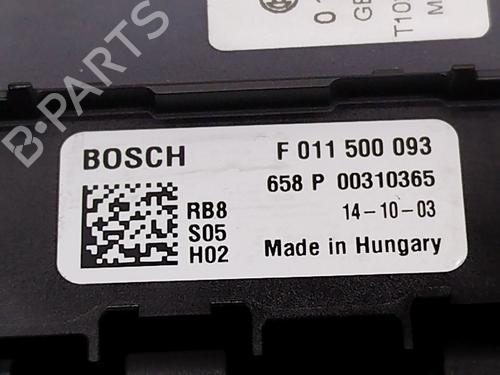 B-PARTS
BOSCH
F 011 500 093
658 P 00310365
RB8
14-10-03
S05
H02
Made in Hungary